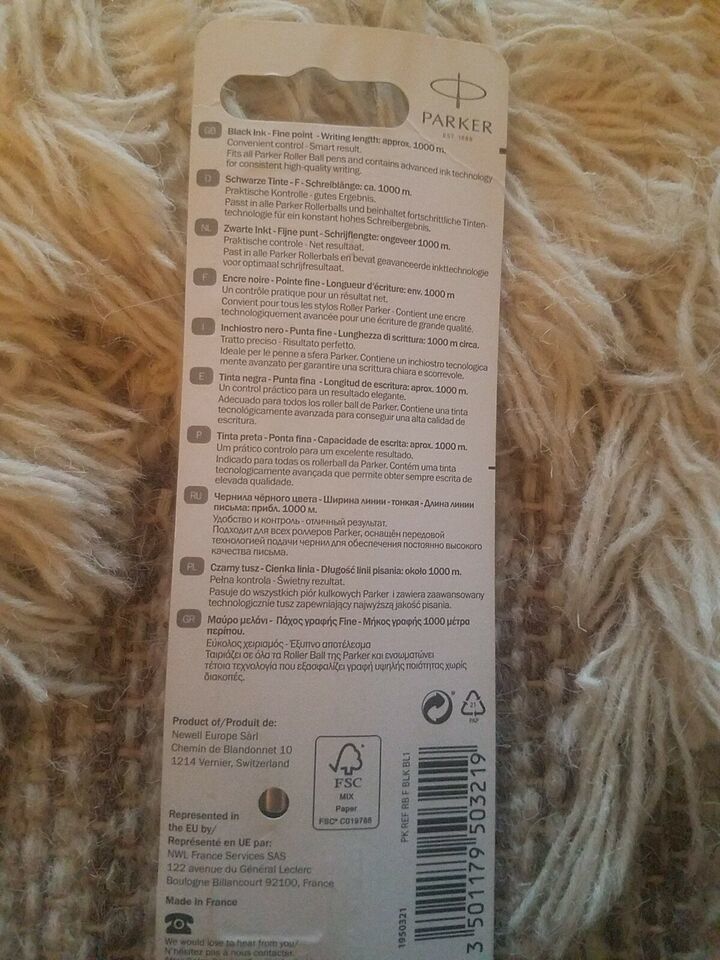 PARKER
EST. 1888
GB Black Ink - Fine point - Writing length: approx. 1000 m.
Convenient control - Smart result.
Fits all Parker Roller Ball pens and contains advanced ink technology
for consistent high-quality writing.
D Schwarze Tinte - F - Schreiblänge: ca. 1000 m.
Praktische Kontrolle - gutes Ergebnis.
Passt in alle Parker Rollerballs und beinhaltet fortschrittliche Tinten-
technologie für ein konstant hohes Schreibergebnis.
NL Zwarte Inkt - Fijne punt - Schrijflengte: ongeveer 1000 m.
Praktische controle - Net resultaat.
Past in alle Parker Rollerballs en bevat geavanceerde inkttechnologie
voor optimaal schrijfresultaat.
F Encre noire - Pointe fine - Longueur d'écriture: env. 1000 m
Un contrôle pratique pour un résultat net.
Convient pour tous les stylos Roller Parker - Contient une encre
technologiquement avancée pour une écriture de grande qualité.
I Inchiostro nero - Punta fine - Lunghezza di scrittura: 1000 m circa.
Tratto preciso - Risultato perfetto.
Ideale per le penne a sfera Parker. Contiene un inchiostro tecnologica
mente avanzato per garantire una scrittura chiara e scorrevole.
E Tinta negra - Punta fina - Longitud de escritura: aprox. 1000 m.
Un control práctico para un resultado elegante.
Adecuado para todos los roller ball de Parker. Contiene una tinta
tecnológicamente avanzada para conseguir una alta calidad de
escritura.
P Tinta preta - Ponta fina - Capacidade de escrita: aprox. 1000 m.
Um prático controlo para um excelente resultado.
Indicado para todos os rollerball da Parker. Contém uma tinta
tecnologicamente avançada que permite obter sempre escrita de
elevada qualidade.
RU Чернила чёрного цвета - Ширина линии - тонкая - Длина линии
письма: прибл. 1000 м.
Удобство и контроль - отличный результат.
Подходит для всех роллеров Parker, оснащён передовой
технологией подачи чернил для обеспечения постоянно высокого
качества письма.
PL Czarny tusz - Cienka linia - Długość linii pisania: około 1000 m.
Pełna kontrola - Świetny rezultat.
Pasuje do wszystkich piór kulkowych Parker i zawiera zaawansowany
technologicznie tusz zapewniający najwyższą jakość pisania.
GR Μαύρο μελάνι - Πάχος γραφής Fine - Μήκος γραφής 1000 μέτρα
περίπου.
Εύκολος χειρισμός - Έξυπνο αποτέλεσμα
Ταιριάζει σε όλα τα Roller Ball της Parker και ενσωματώνει
τέτοια τεχνολογία που εξασφαλίζει γραφή υψηλής ποιότητας χωρίς
διακοπές.
21
PAP
Product of/Produit de:
Newell Europe Sàrl
Chemin de Blandonnet 10
1214 Vernier, Switzerland
FSC
MIX
Paper
FSC® C019788
Represented in
the EU by/
Représenté en UE par:
NWL France Services SAS
122 avenue du Général Leclerc
Boulogne Billancourt 92100, France
Made in France
We would love to hear from you/
N'hésitez pas à nous contacter.
1950321
PK REF RB F BLK BL1
3 501179 503219